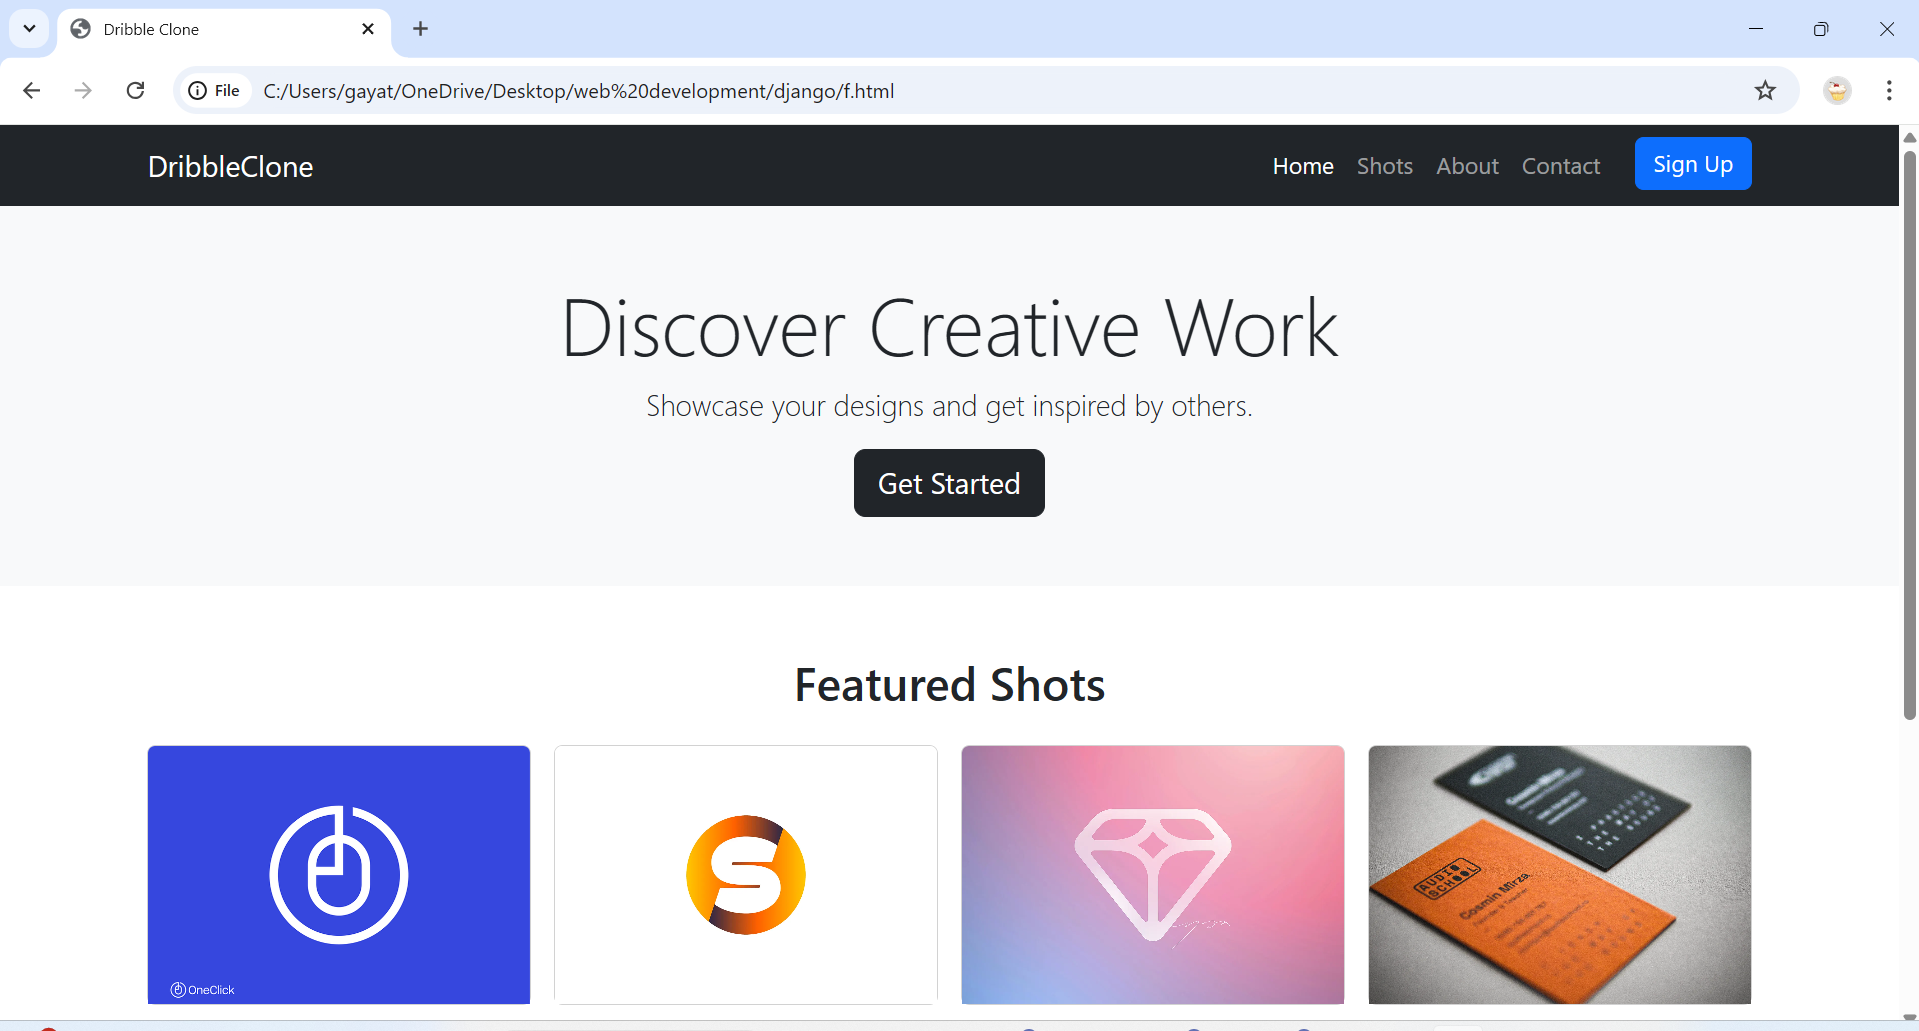 Dribble Clone
File
C:/Users/gayat/OneDrive/Desktop/web%20development/django/f.html
DribbleClone
Home Shots About Contact Sign Up
Discover Creative Work
Showcase your designs and get inspired by others.
Get Started
Featured Shots
OneClick
S
AUDIO
SCHOOL
Cosmin Mirza